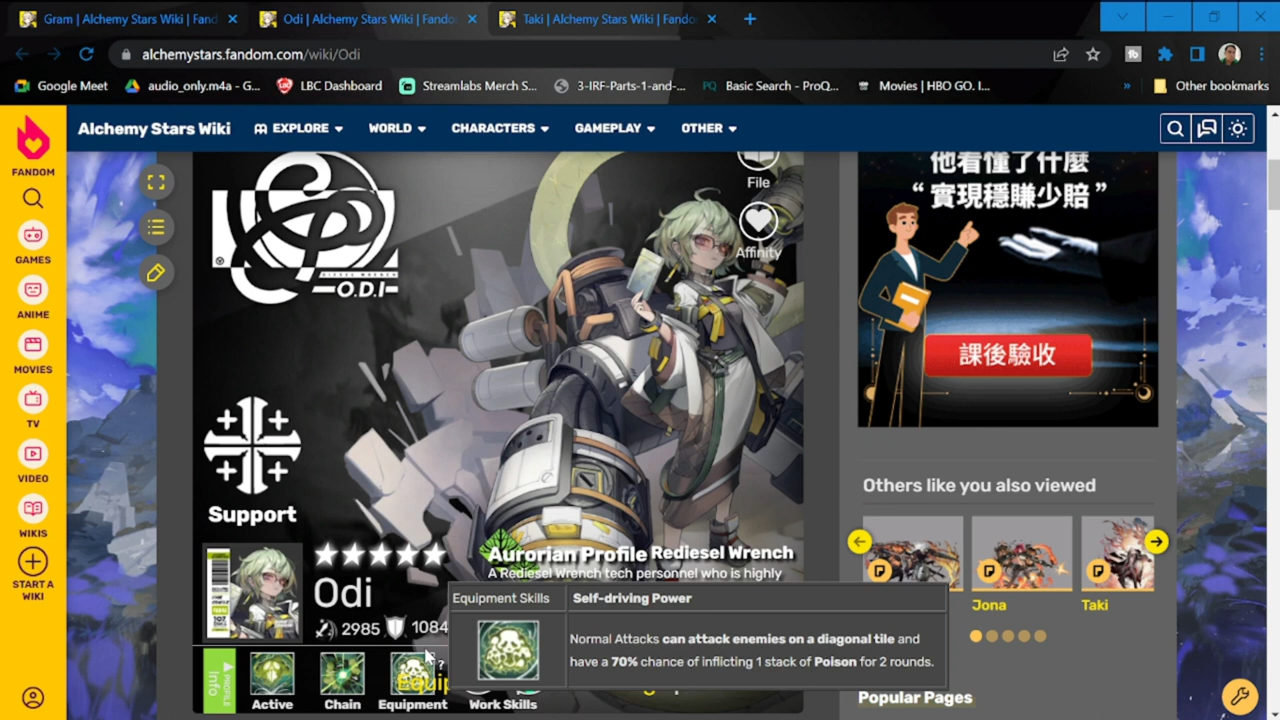 Gram | Alchemy Stars Wiki | Fand
Odi | Alchemy Stars Wiki | Fando
Taki | Alchemy Stars Wiki | Fando
alchemystars.fandom.com/wiki/Odi
Google Meet
audio_only.m4a - G...
LBC Dashboard
Streamlabs Merch S...
3-IRF-Parts-1-and-...
PQ Basic Search - ProQ...
Movies | HBO GO. I...
Other bookmarks
Alchemy Stars Wiki
EXPLORE
WORLD
CHARACTERS
GAMEPLAY
OTHER
FANDOM
GAMES
ANIME
MOVIES
TV
VIDEO
WIKIS
START A
WIKI
DIESEL WRENCH
O.D.I
File
Affinity
他看懂了什麼
“實現穩賺少賠”
課後驗收
Support
Others like you also viewed
Jona
Taki
Popular Pages
Odi
2985
1084
Aurorian Profile Rediesel Wrench
A Rediesel Wrench tech personnel who is highly
Equipment Skills
Self-driving Power
Normal Attacks can attack enemies on a diagonal tile and
have a 70% chance of inflicting 1 stack of Poison for 2 rounds.
PROFILE
Info
Active
Chain
Equipment
Work Skills